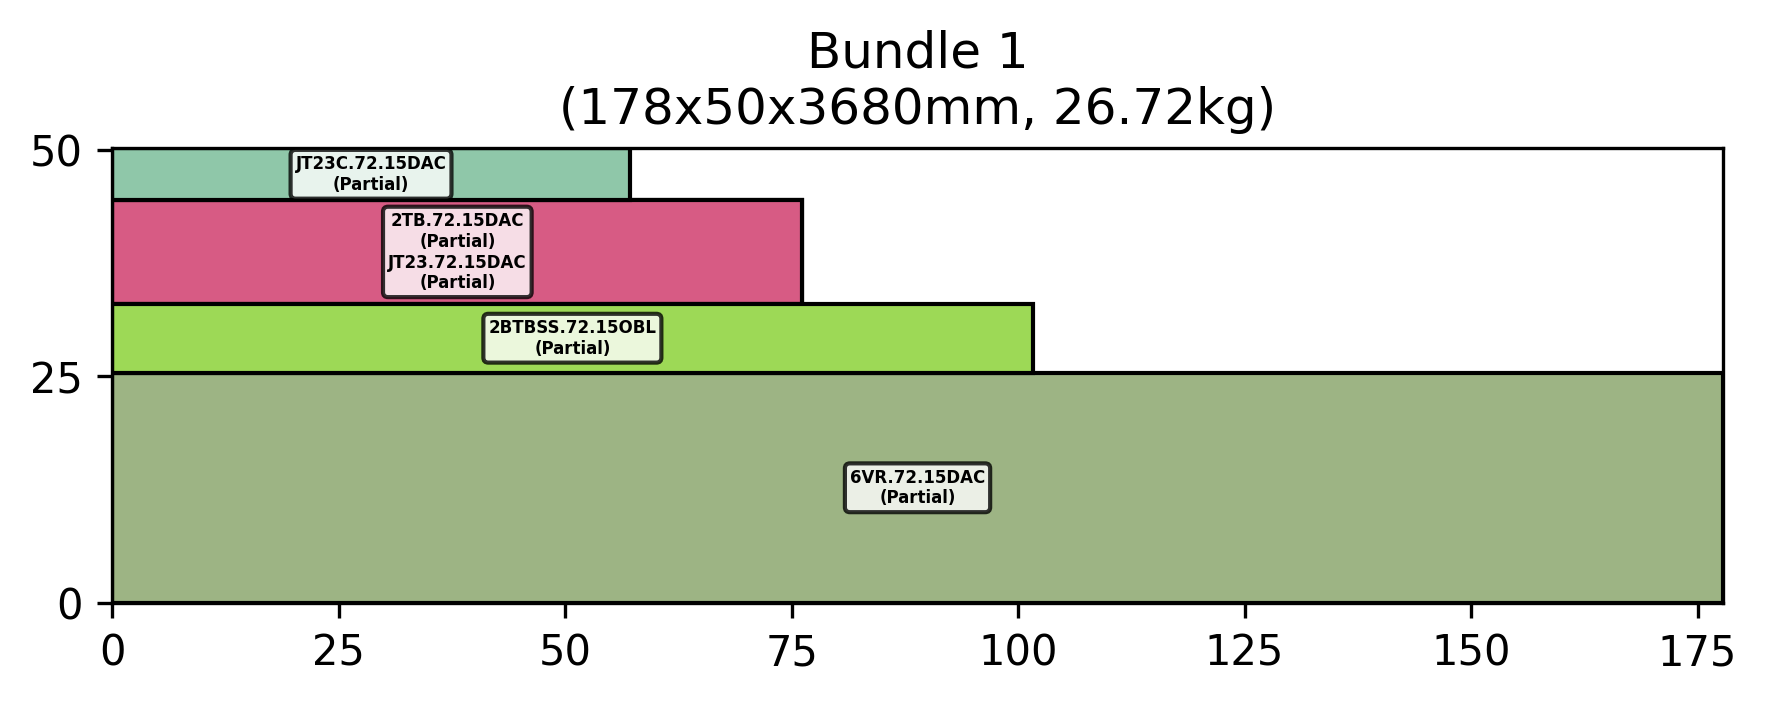 Bundle 1
(178x50x3680mm, 26.72kg)
50
JT23C.72.15DAC
(Partial)
2TB.72.15DAC
(Partial)
JT23.72.15DAC
(Partial)
2BTBSS.72.15OBL
(Partial)
25
6VR.72.15DAC
(Partial)
0
0 25 50 75 100 125 150 175